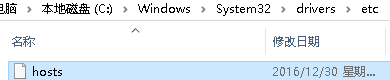 电脑 › 本地磁盘 (C:) › Windows › System32 › drivers › etc
名称 修改日期
hosts 2016/12/30 星期...